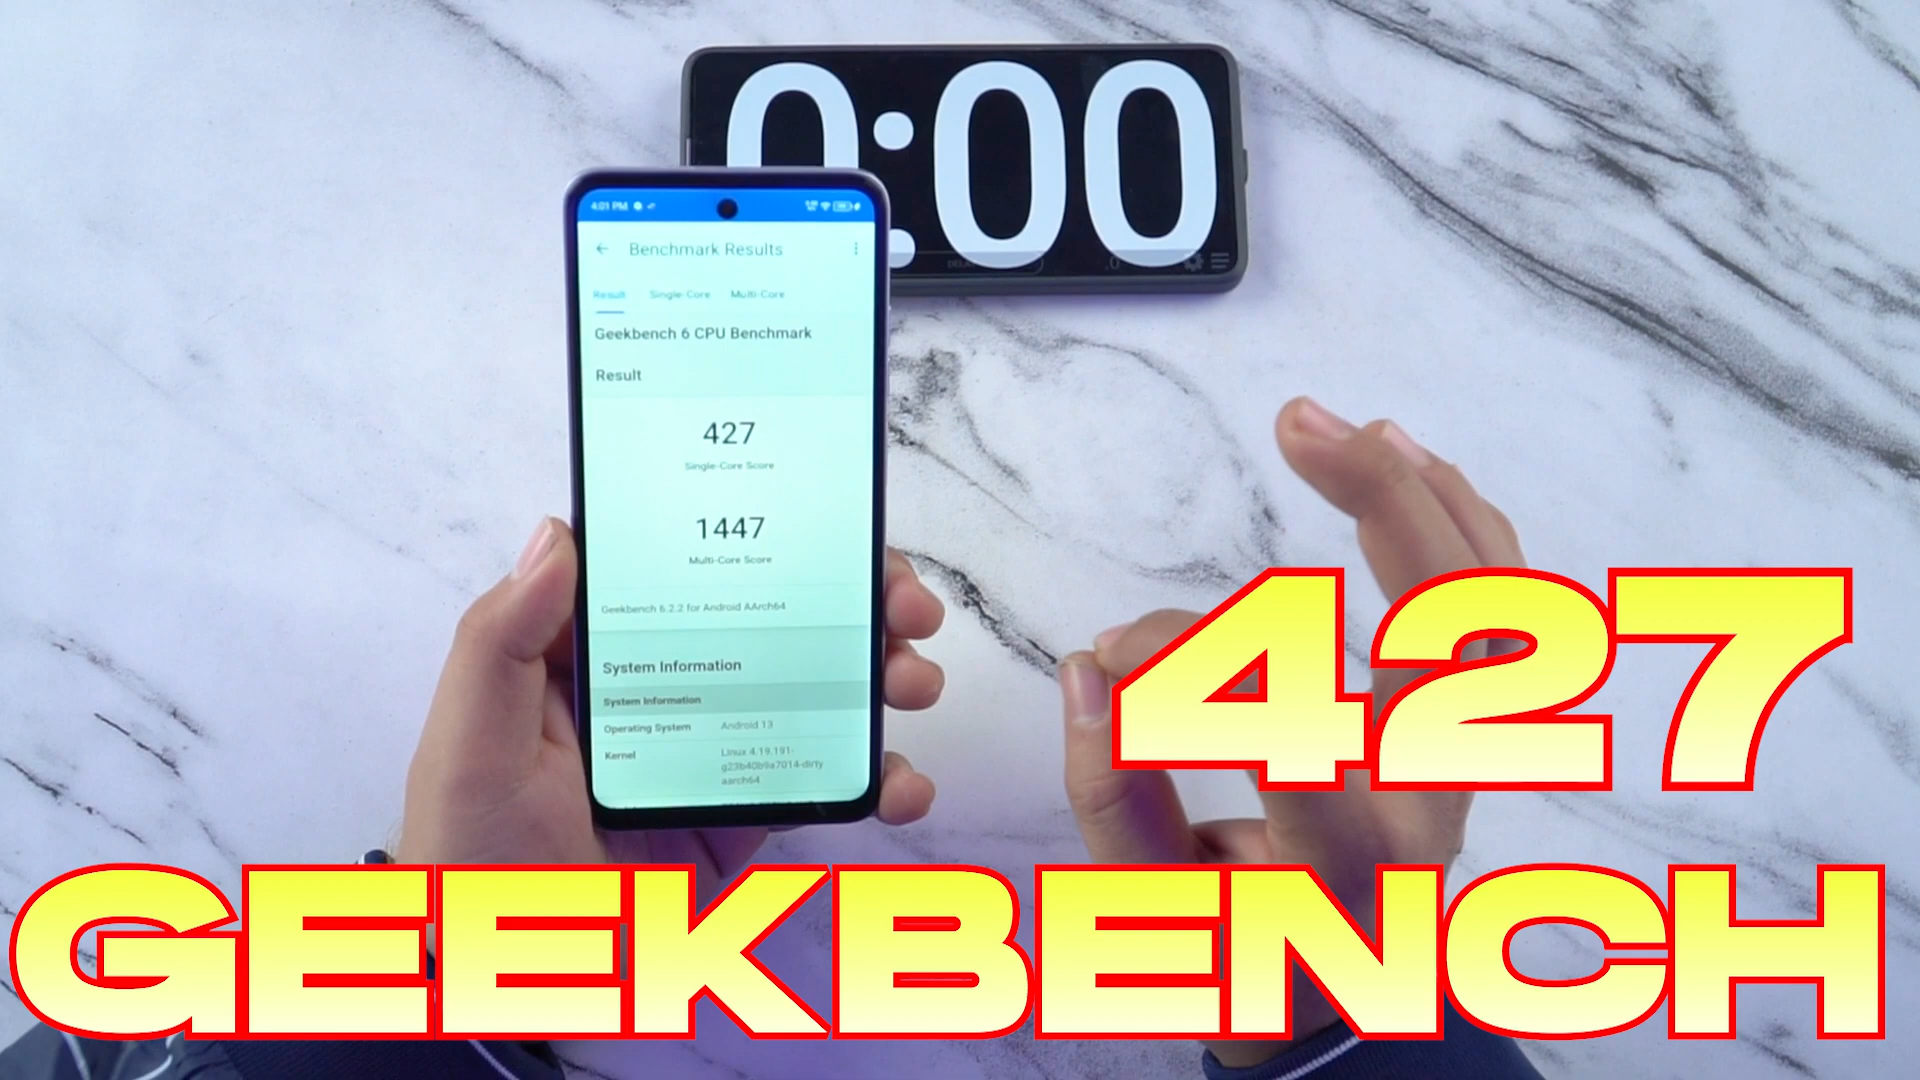 0:00
4:01 PM
Benchmark Results
Result Single-Core Multi-Core
Geekbench 6 CPU Benchmark
Result
427
Single-Core Score
1447
Multi-Core Score
Geekbench 6.2.2 for Android AArch64
System Information
System Information
Operating System Android 13
Kernel Linux 4.19.191-
g23b40b9a7014-dirty
aarch64
427
GEEKBENCH